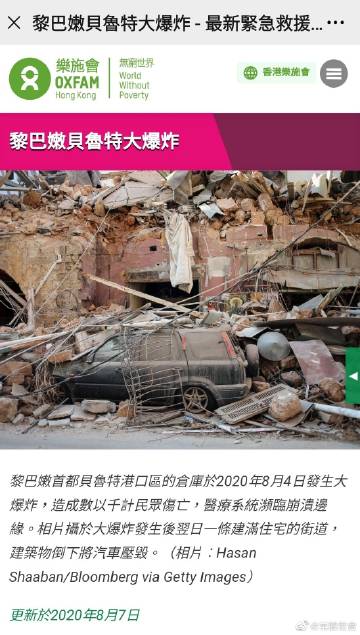 黎巴嫩貝魯特大爆炸 - 最新緊急救援...
樂施會
OXFAM
Hong Kong
無窮世界
World
Without
Poverty
香港樂施會
黎巴嫩貝魯特大爆炸
黎巴嫩首都貝魯特港口區的倉庫於2020年8月4日發生大
爆炸，造成數以千計民眾傷亡，醫療系統瀕臨崩潰邊
緣。相片攝於大爆炸發生後翌日一條建滿住宅的街道，
建築物倒下將汽車壓毀。（相片：Hasan
Shaaban/Bloomberg via Getty Images）
更新於2020年8月7日